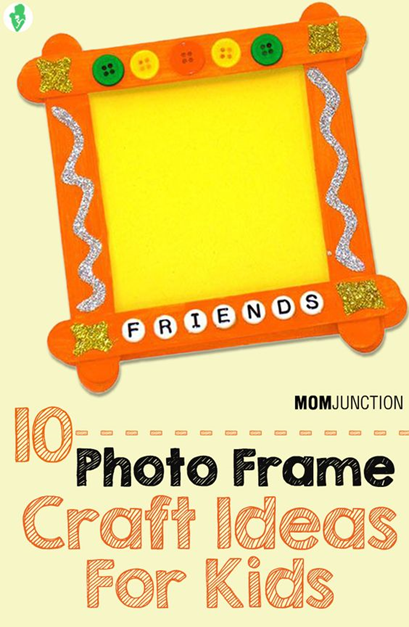 FRIENDS
MOMJUNCTION
10
Photo Frame
Craft Ideas
For Kids